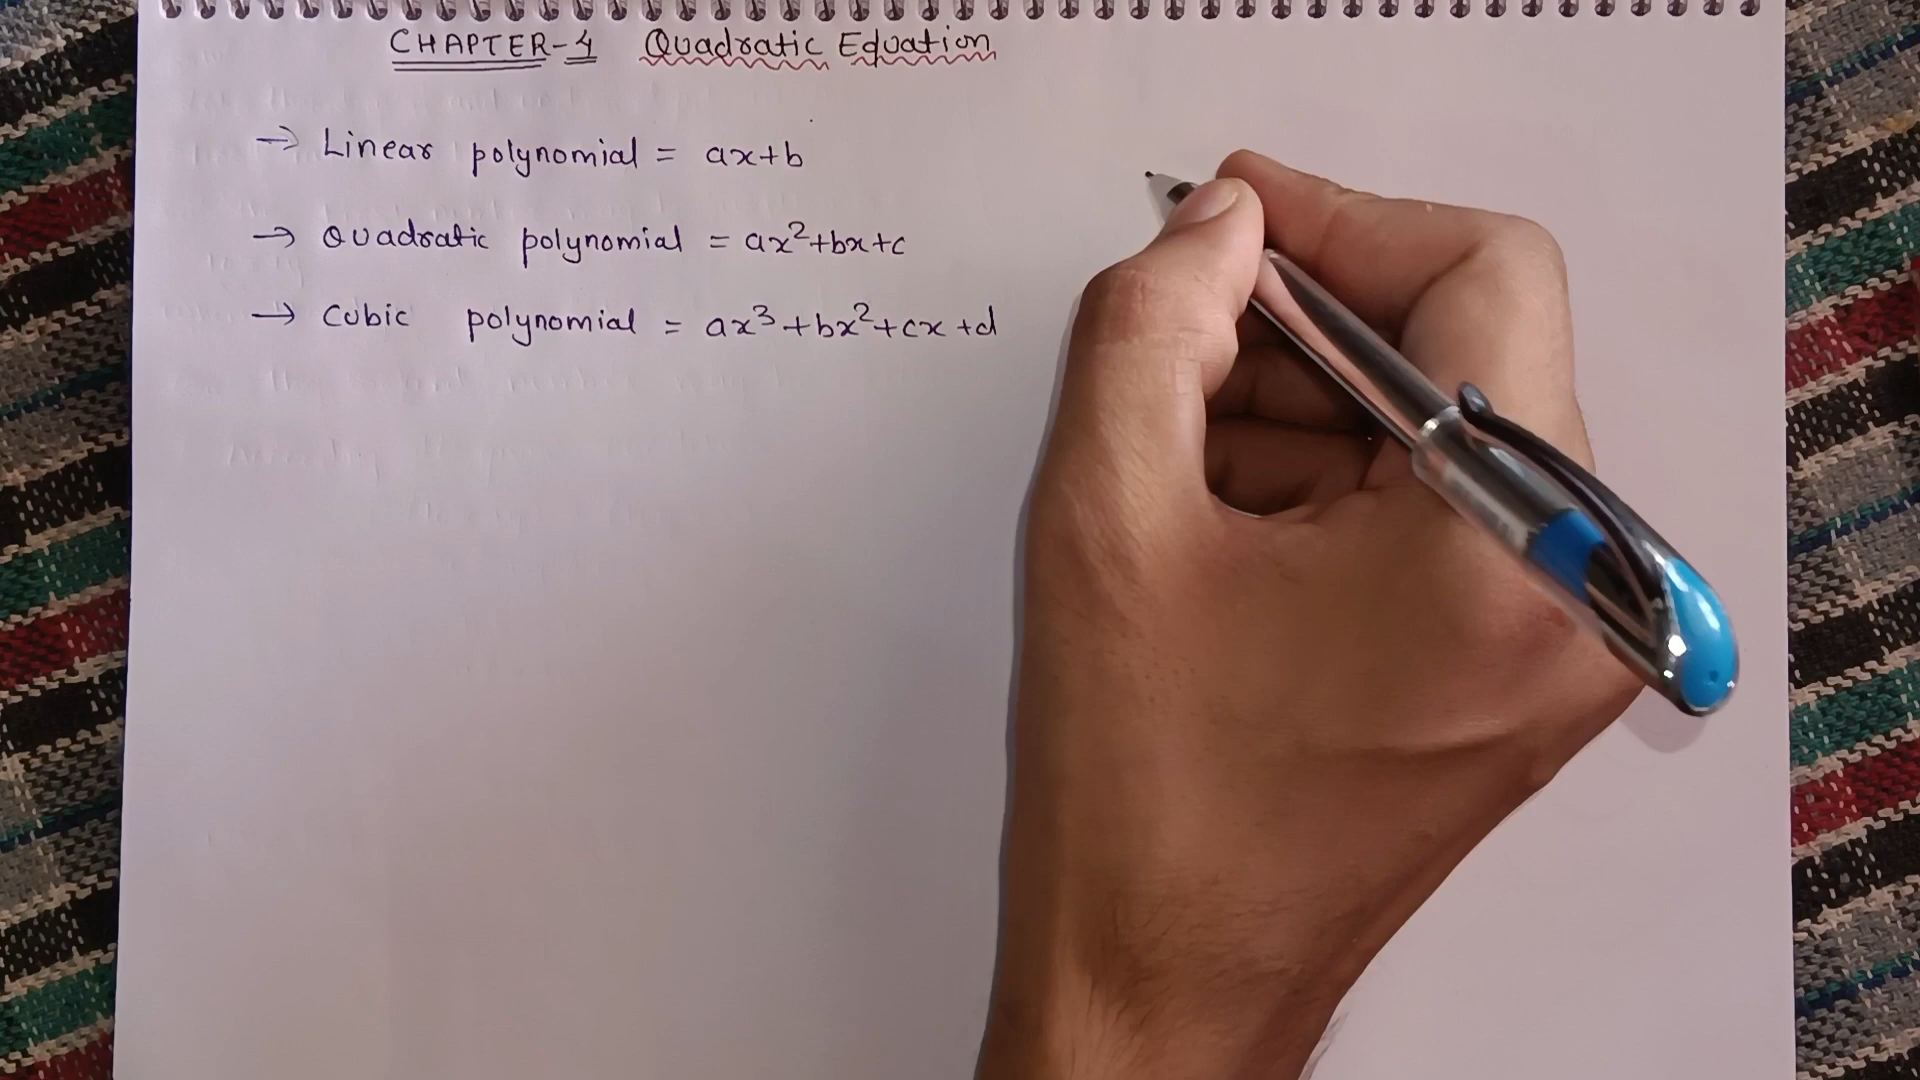 CHAPTER-4 Quadratic Equation
→ Linear polynomial = ax+b
→ Quadratic polynomial = ax²+bx+c
→ Cubic polynomial = ax³+bx²+cx+d